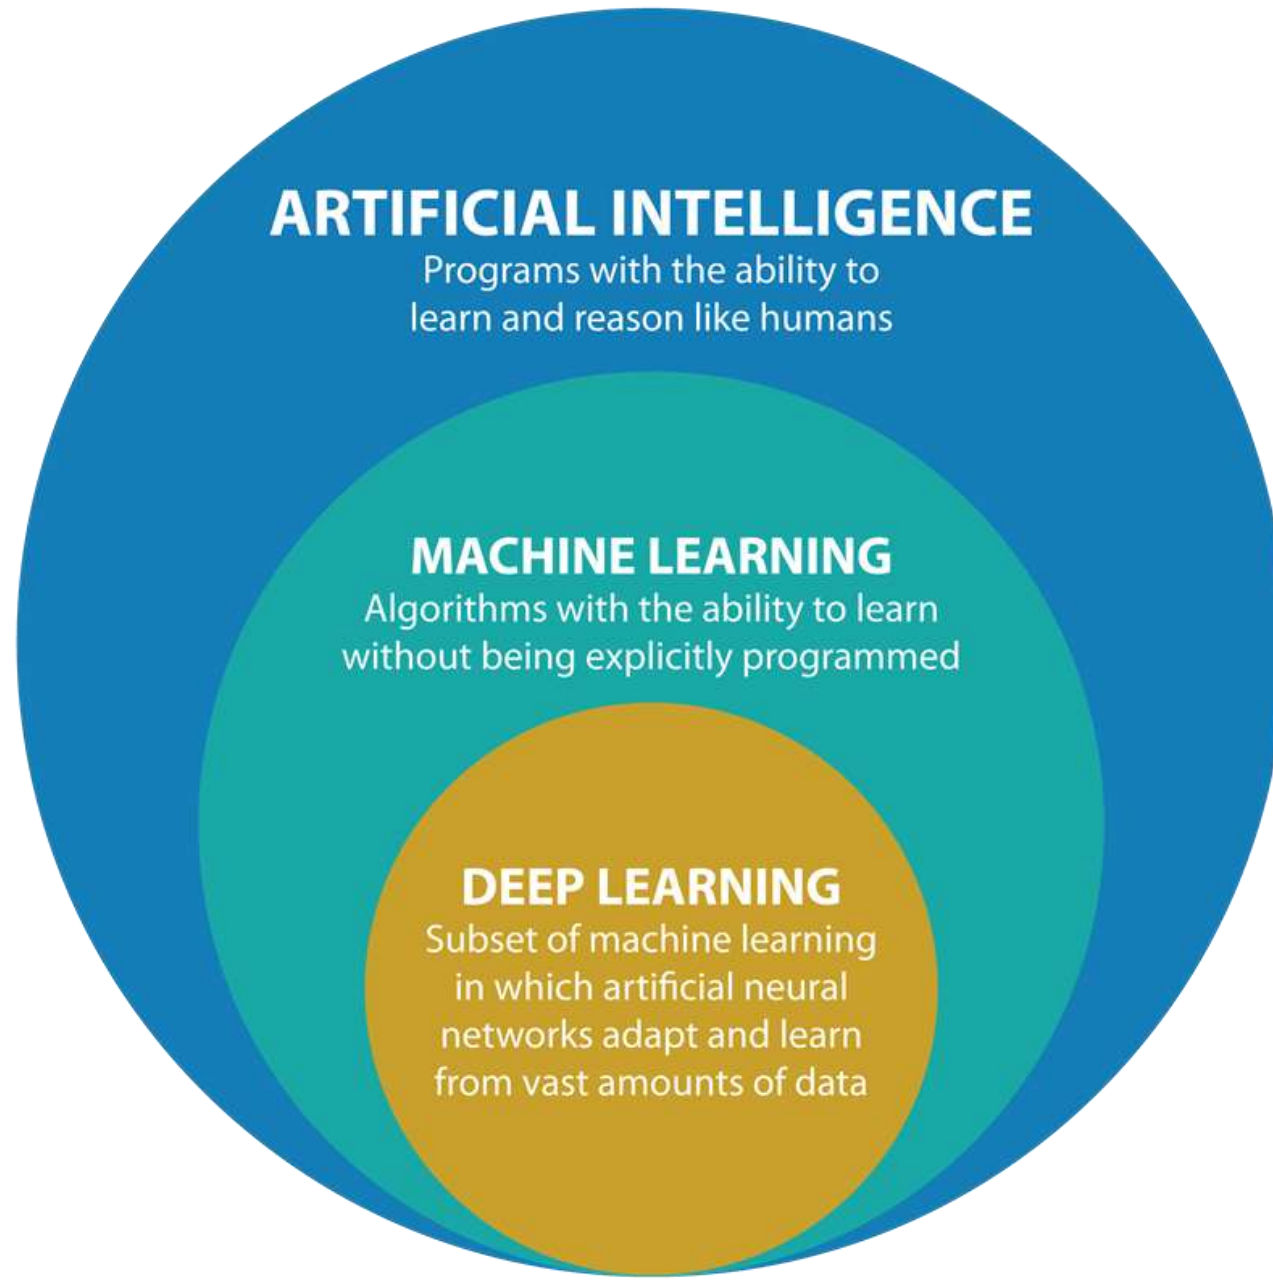 ARTIFICIAL INTELLIGENCE
Programs with the ability to
learn and reason like humans
MACHINE LEARNING
Algorithms with the ability to learn
without being explicitly programmed
DEEP LEARNING
Subset of machine learning
in which artificial neural
networks adapt and learn
from vast amounts of data